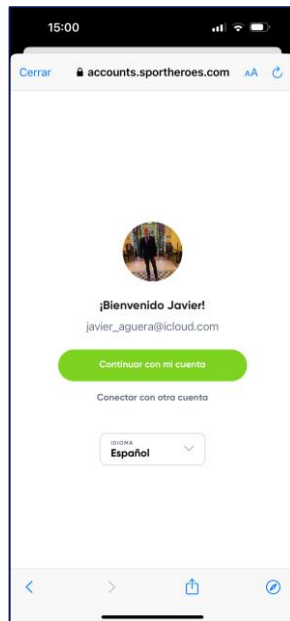 15:00
Cerrar accounts.sportheroes.com AA
¡Bienvenido Javier!
javier_aguera@icloud.com
Continuar con mi cuenta
Conectar con otra cuenta
IDIOMA
Español